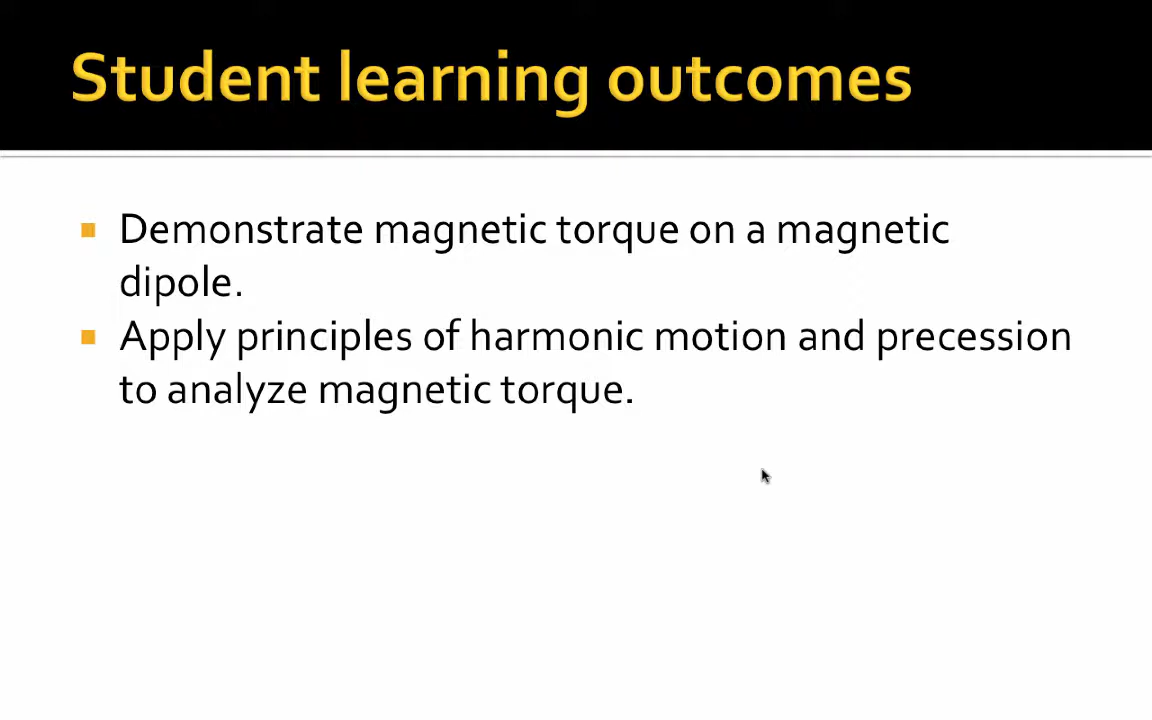 Student learning outcomes
Demonstrate magnetic torque on a magnetic
dipole.
Apply principles of harmonic motion and precession
to analyze magnetic torque.